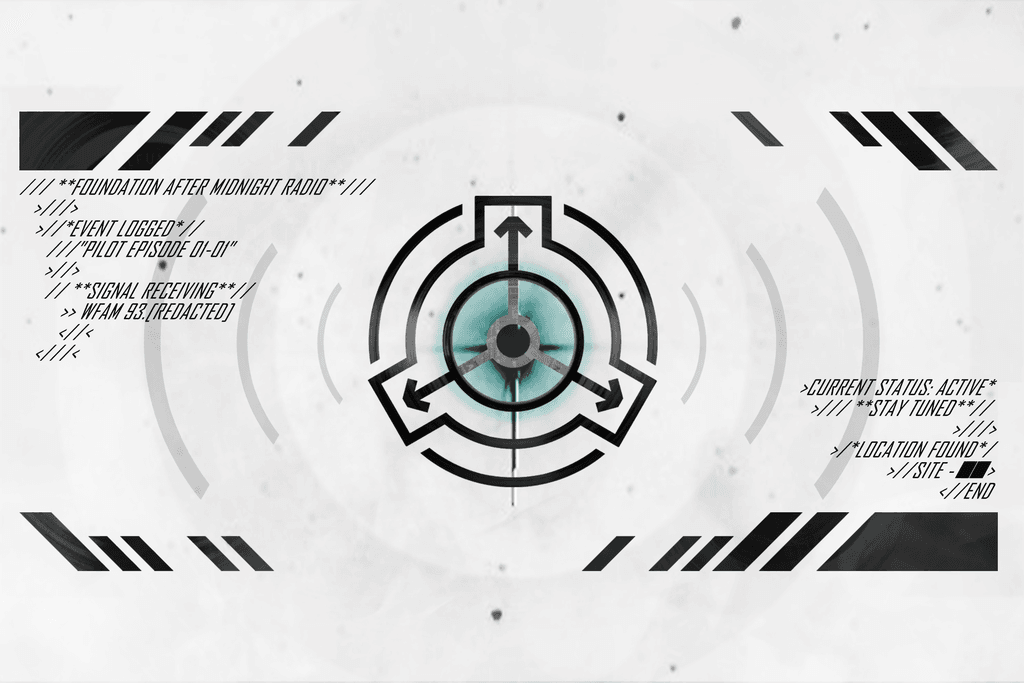 /// **FOUNDATION AFTER MIDNIGHT RADIO**///
>///>
>//*EVENT LOGGED*//
///"PILOT EPISODE 01-01"
>//>
// **SIGNAL RECEIVING**//
>> WFAM 93.[REDACTED]
<//<
<///<
>CURRENT STATUS: ACTIVE*
>/// **STAY TUNED**//
>///>
>/*LOCATION FOUND*/
>//SITE - ██>
<//END